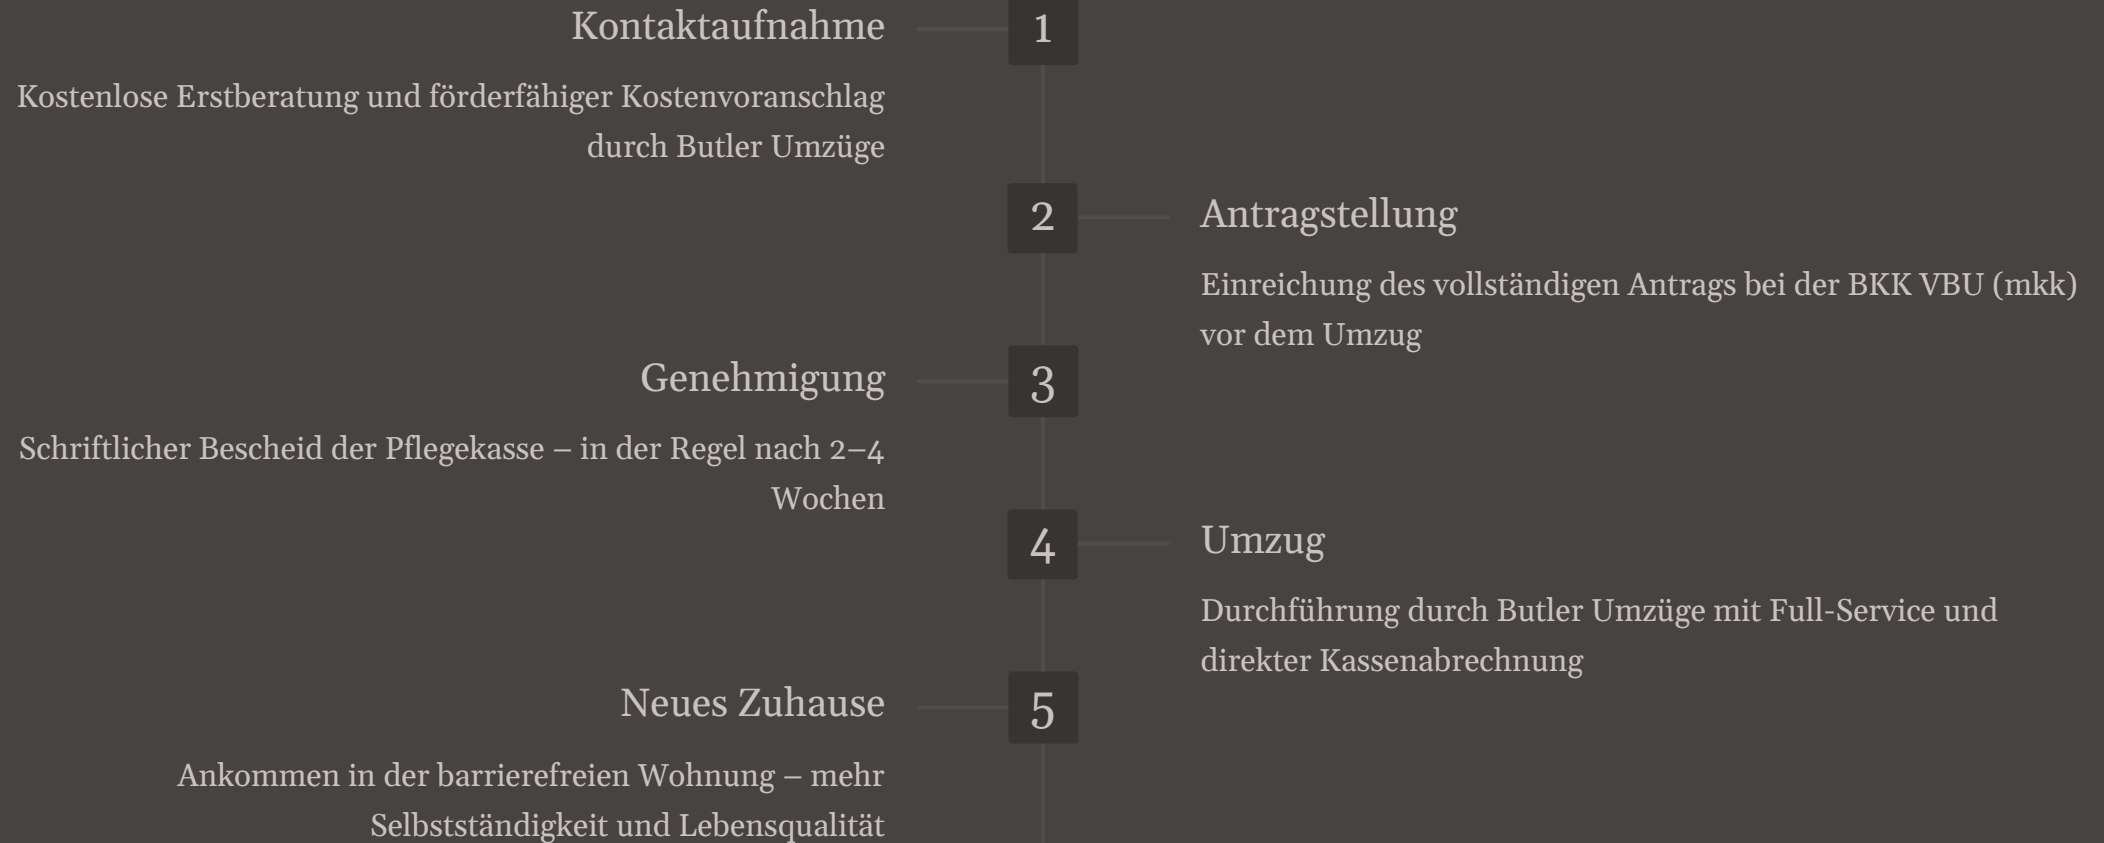 Kontaktaufnahme
1
Kostenlose Erstberatung und förderfähiger Kostenvoranschlag
durch Butler Umzüge
2
Antragstellung
Einreichung des vollständigen Antrags bei der BKK VBU (mkk)
vor dem Umzug
Genehmigung
3
Schriftlicher Bescheid der Pflegekasse – in der Regel nach 2–4
Wochen
4
Umzug
Durchführung durch Butler Umzüge mit Full-Service und
direkter Kassenabrechnung
Neues Zuhause
5
Ankommen in der barrierefreien Wohnung – mehr
Selbstständigkeit und Lebensqualität